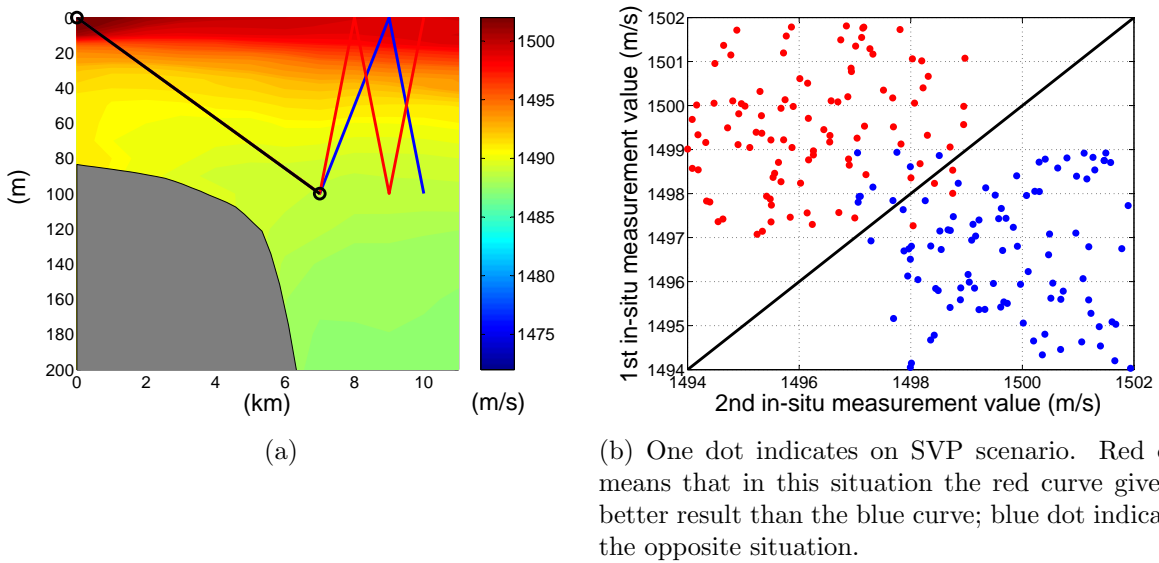 0
20
40
60
80
100
120
140
160
180
200
(m)
0 2 4 6 8 10
(km)
1500
1495
1490
1485
1480
1475
(m/s)
(a)
1502
1501
1500
1499
1498
1497
1496
1495
1494
1st in-situ measurement value (m/s)
1494 1496 1498 1500 1502
2nd in-situ measurement value (m/s)
(b) One dot indicates on SVP scenario. Red
means that in this situation the red curve give
better result than the blue curve; blue dot indica
the opposite situation.